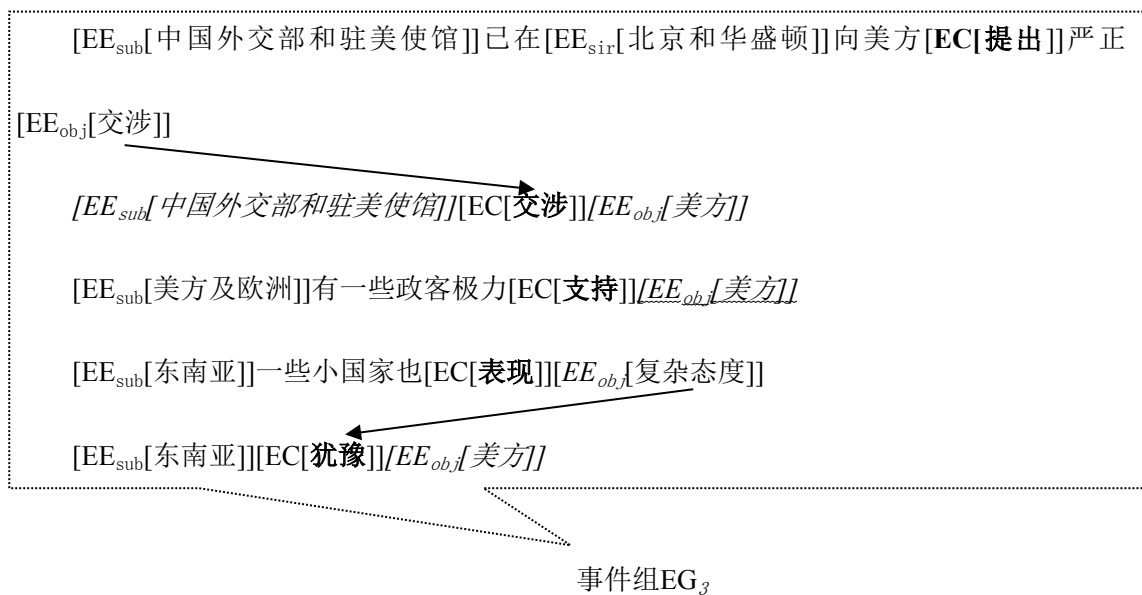 [EEsub[中国外交部和驻美使馆]]已在[EEsir[北京和华盛顿]]向美方[EC[提出]]严正
[EEobj[交涉]]
[EEsub[中国外交部和驻美使馆]][EC[交涉]][EEobj[美方]]
[EEsub[美方及欧洲]]有一些政客极力[EC[支持]][EEobj[美方]]
[EEsub[东南亚]]一些小国家也[EC[表现]][EEobj[复杂态度]]
[EEsub[东南亚]][EC[犹豫]][EEobj[美方]]
事件组EG3